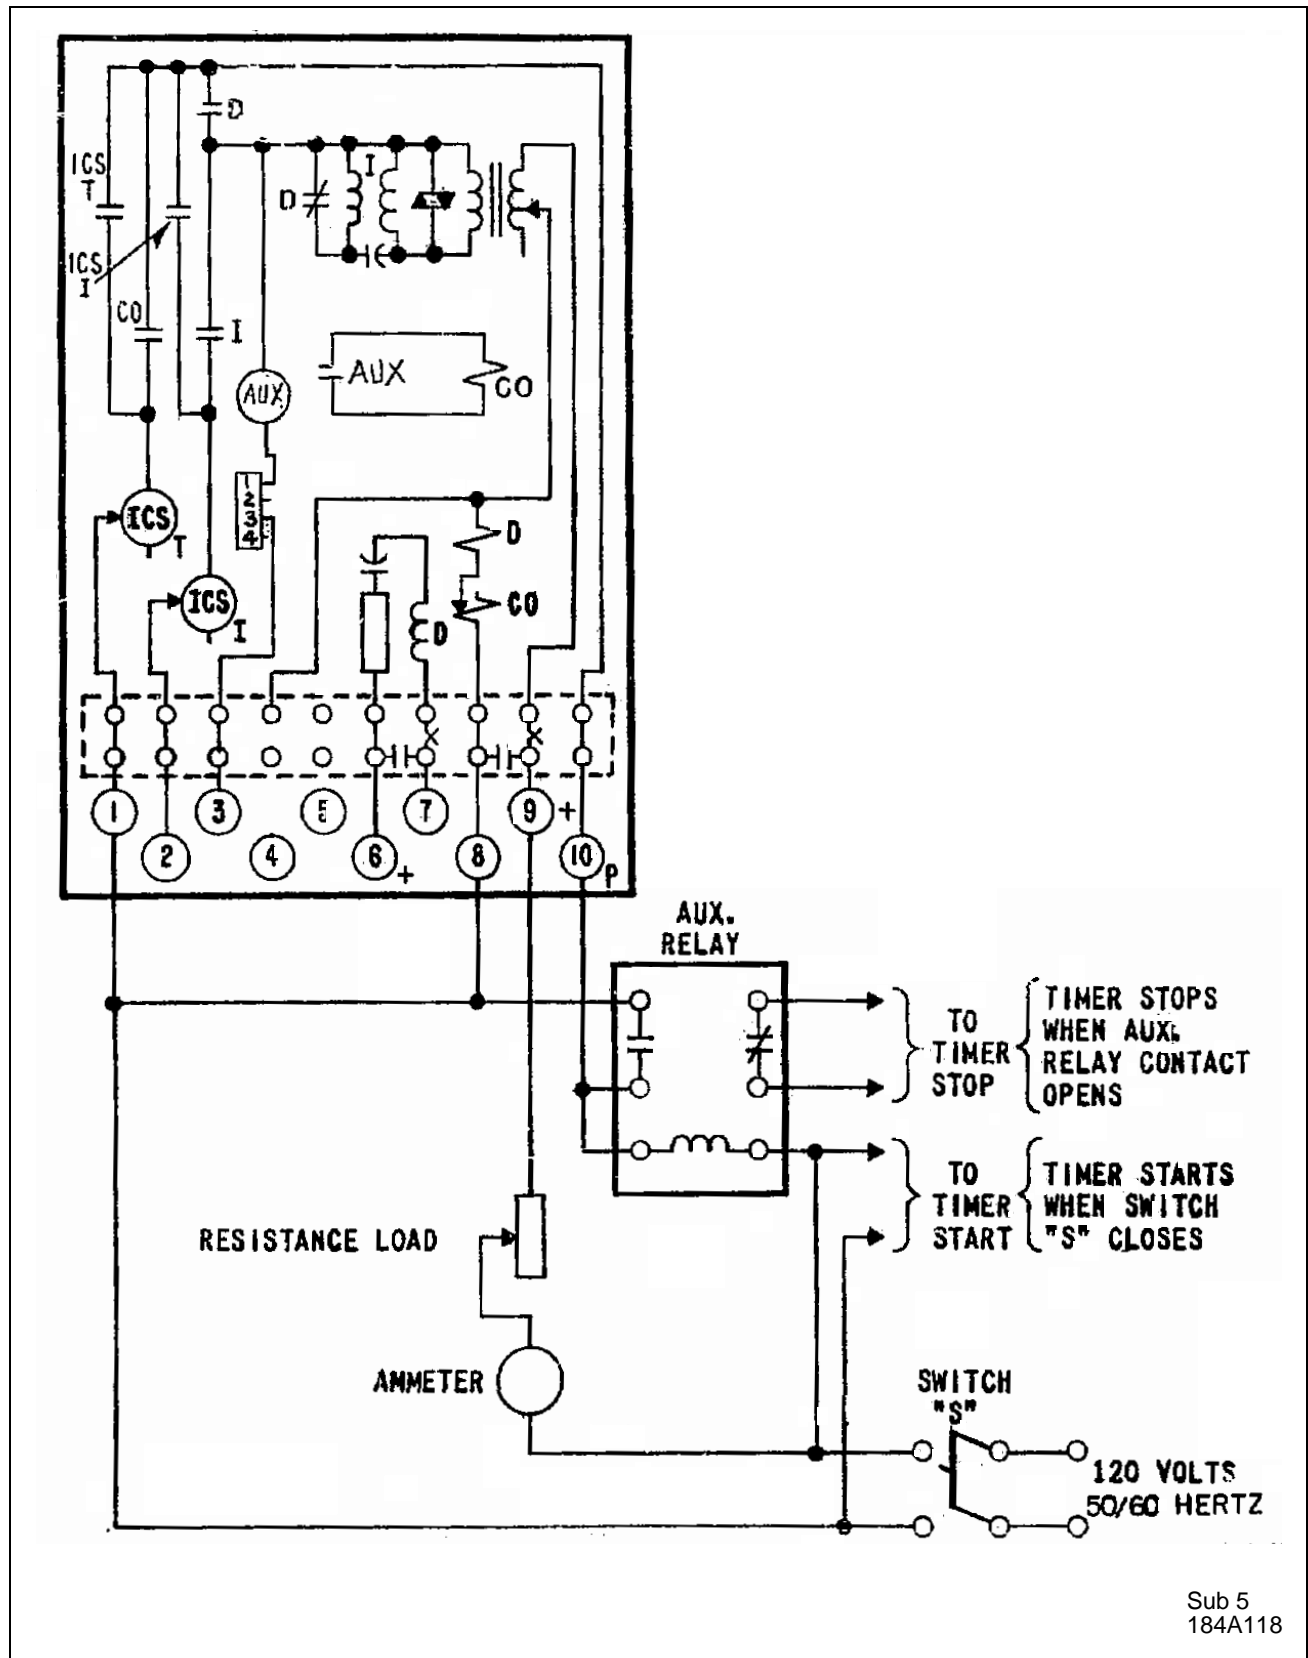 D
ICS
T
I
D
ICS
I
CO
I
AUX
CO
AUX
1
2
3
4
ICS
T
D
ICS
I
CO
D
X
X
1
3
5
7
9
+
2
4
6
+
8
10
P
AUX.
RELAY
TO
TIMER
STOP
TIMER STOPS
WHEN AUX.
RELAY CONTACT
OPENS
TO
TIMER
START
TIMER STARTS
WHEN SWITCH
"S" CLOSES
RESISTANCE LOAD
AMMETER
SWITCH
"S"
120 VOLTS
50/60 HERTZ
Sub 5
184A118